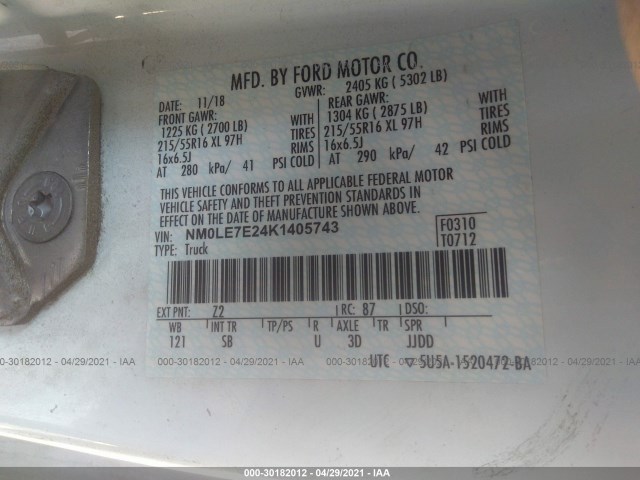 MFD. BY FORD MOTOR CO.
DATE: 11/18 GVWR: 2405 KG ( 5302 LB)
FRONT GAWR: WITH REAR GAWR: WITH
1225 KG ( 2700 LB) TIRES 1304 KG ( 2875 LB) TIRES
215/55R16 XL 97H RIMS 215/55R16 XL 97H RIMS
16x6.5J 16x6.5J
AT 280 kPa/ 41 PSI COLD AT 290 kPa/ 42 PSI COLD
THIS VEHICLE CONFORMS TO ALL APPLICABLE FEDERAL MOTOR
VEHICLE SAFETY AND THEFT PREVENTION STANDARDS IN
EFFECT ON THE DATE OF MANUFACTURE SHOWN ABOVE.
VIN: NM0LE7E24K1405743 F0310
TYPE: Truck T0712
EXT PNT: Z2 RC: 87 DSO:
WB INT TR TP/PS R AXLE TR SPR
121 SB U 3D JJDD
UTC 5U5A-1520472-BA
000-30182012 - 04/29/2021 - IAA 000-30182012 - 04/29/2021 - IAA 000-30182012 - 04/29/2021 - IAA
000-30182012 - 04/29/2021 - IAA